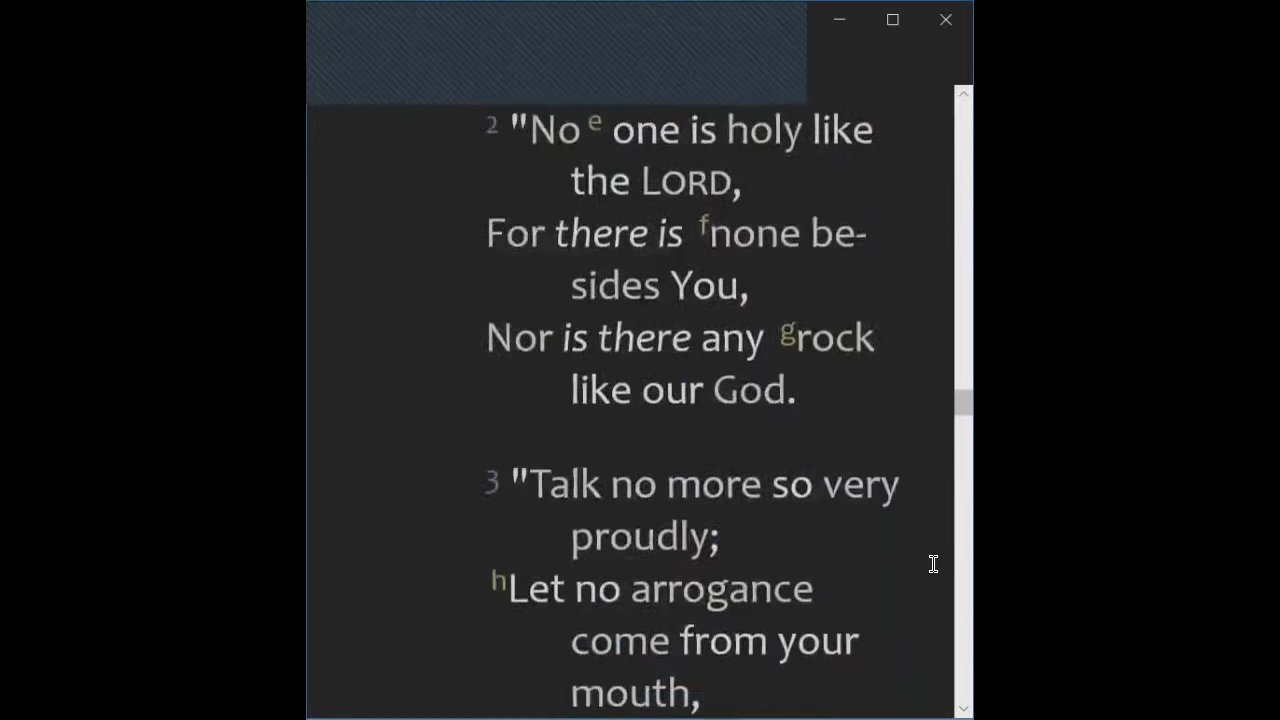 2 "No e one is holy like
the LORD,
For there is f none be-
sides You,
Nor is there any g rock
like our God.
3 "Talk no more so very
proudly;
h Let no arrogance
come from your
mouth,